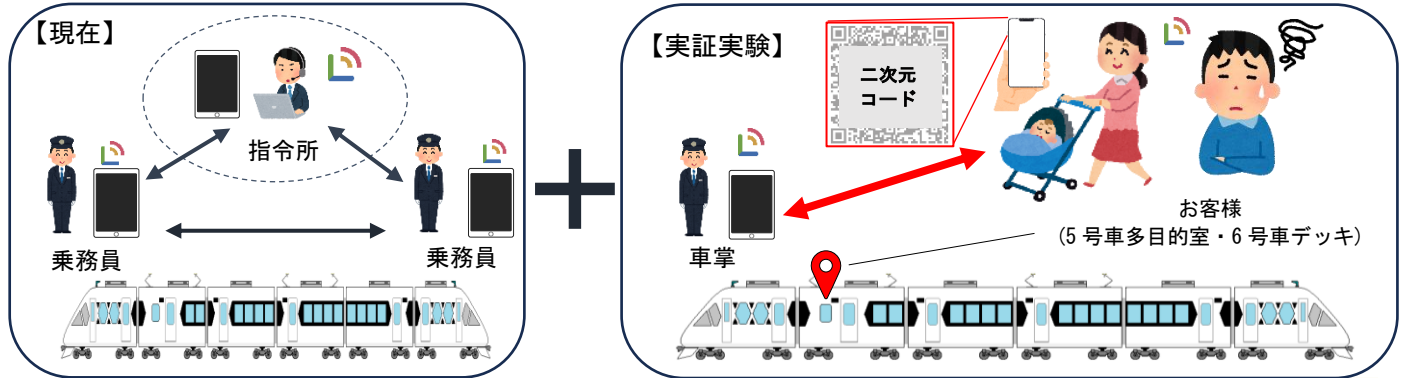 【現在】
指令所
乗務員
乗務員
【実証実験】
二次元
コード
車掌
お客様
(5号車多目的室・6号車デッキ)